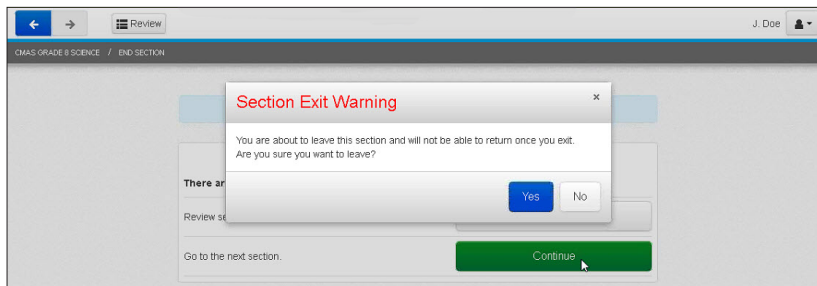 Review
J. Doe
CMAS GRADE 8 SCIENCE / END SECTION
Section Exit Warning
×
You are about to leave this section and will not be able to return once you exit.
Are you sure you want to leave?
Yes
No
There ar
Review se
Go to the next section.
Continue